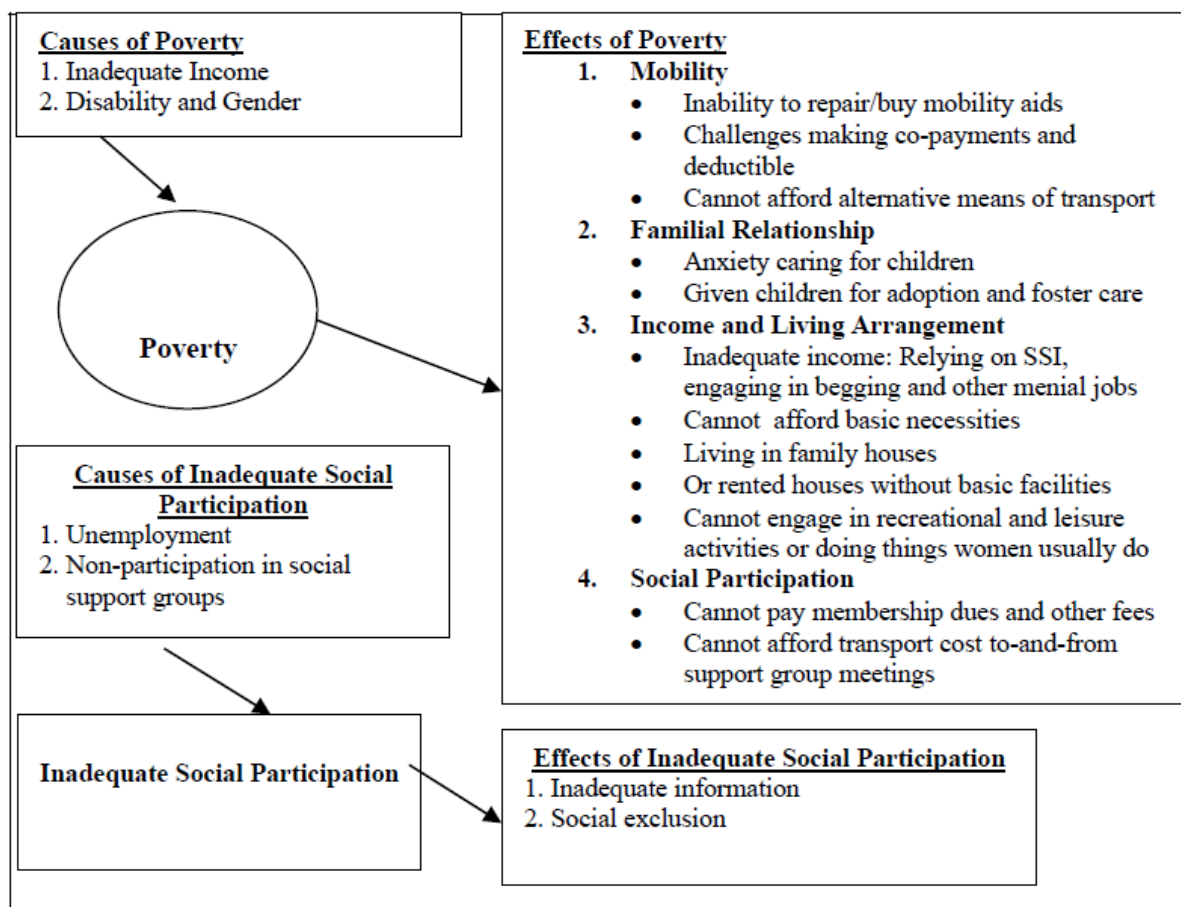 Causes of Poverty
1. Inadequate Income
2. Disability and Gender
Poverty
Effects of Poverty
1. Mobility
• Inability to repair/buy mobility aids
• Challenges making co-payments and
deductible
• Cannot afford alternative means of transport
2. Familial Relationship
• Anxiety caring for children
• Given children for adoption and foster care
3. Income and Living Arrangement
• Inadequate income: Relying on SSI,
engaging in begging and other menial jobs
• Cannot afford basic necessities
• Living in family houses
• Or rented houses without basic facilities
• Cannot engage in recreational and leisure
activities or doing things women usually do
4. Social Participation
• Cannot pay membership dues and other fees
• Cannot afford transport cost to-and-from
support group meetings
Causes of Inadequate Social
Participation
1. Unemployment
2. Non-participation in social
support groups
Inadequate Social Participation
Effects of Inadequate Social Participation
1. Inadequate information
2. Social exclusion